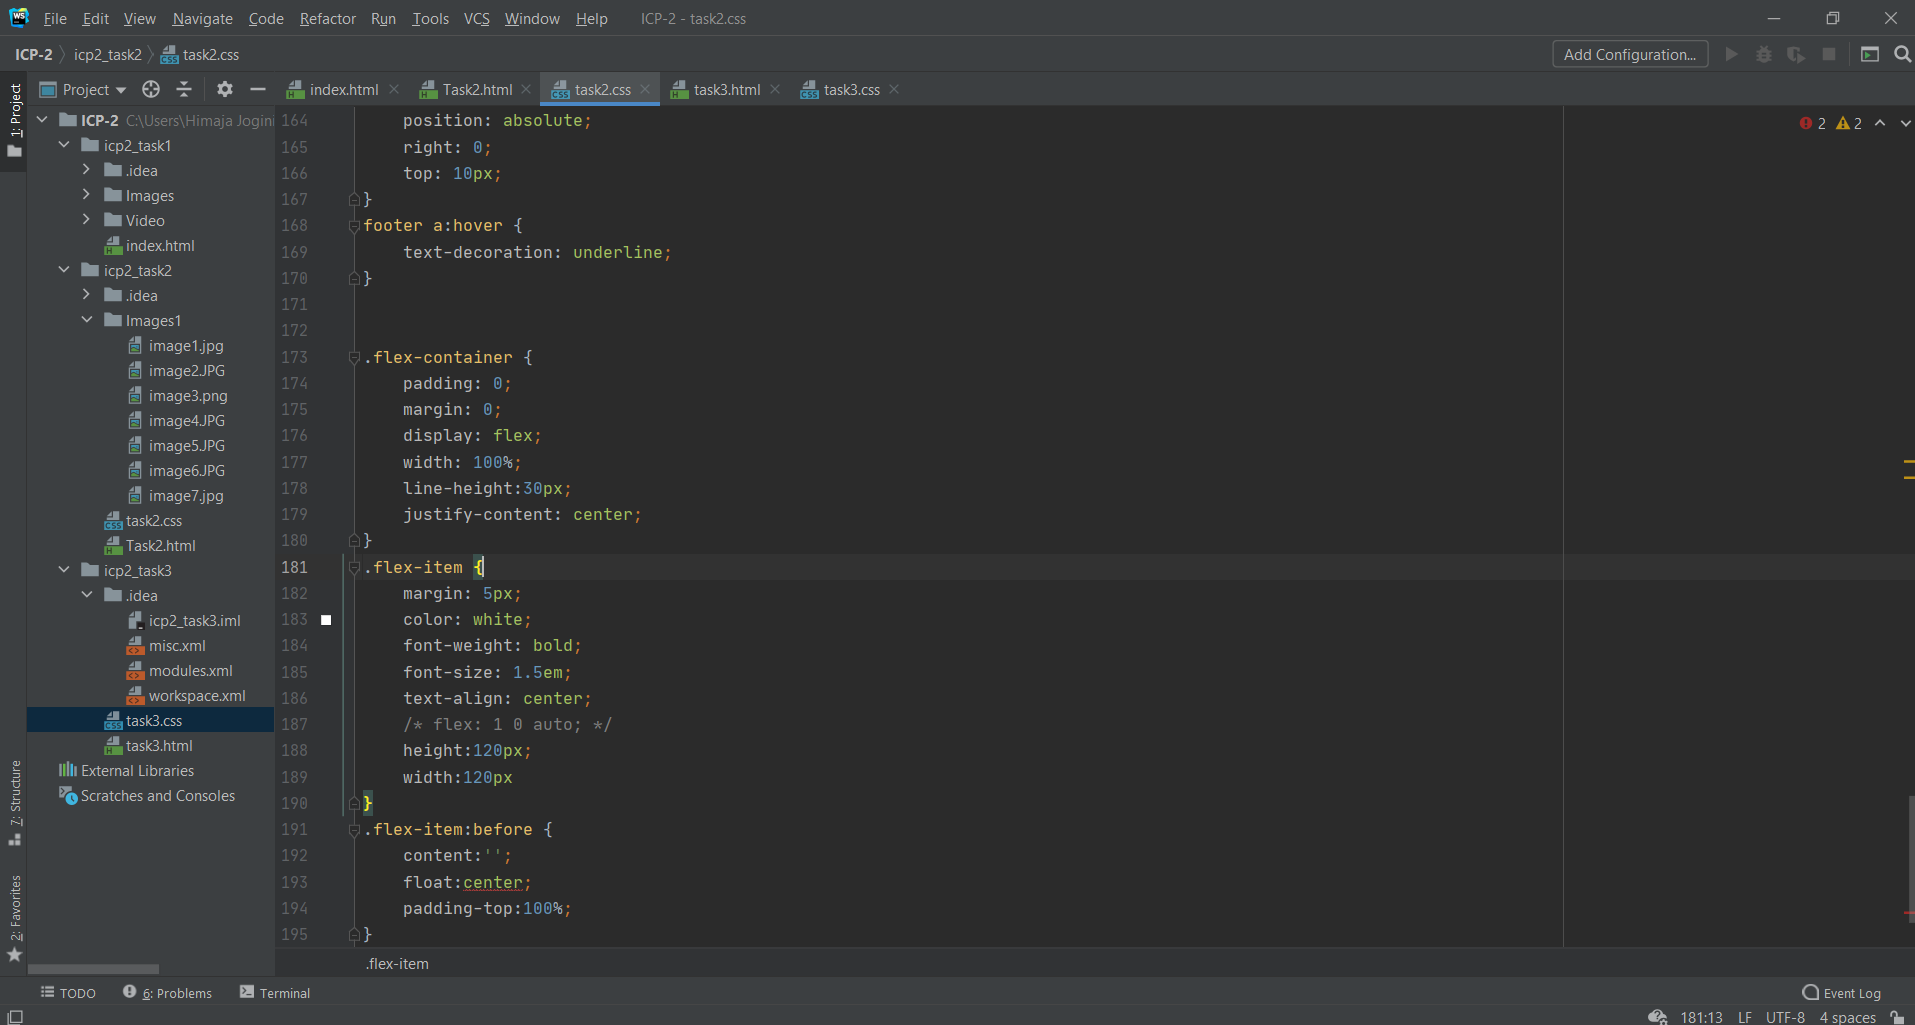 WS File Edit View Navigate Code Refactor Run Tools VCS Window Help ICP-2 - task2.css
ICP-2 icp2_task2 task2.css Add Configuration...
1: Project
Project index.html Task2.html task2.css task3.html task3.css
ICP-2 C:\Users\Himaja Jogini
icp2_task1
.idea
Images
Video
index.html
icp2_task2
.idea
Images1
image1.jpg
image2.JPG
image3.png
image4.JPG
image5.JPG
image6.JPG
image7.jpg
task2.css
Task2.html
icp2_task3
.idea
icp2_task3.iml
misc.xml
modules.xml
workspace.xml
task3.css
task3.html
External Libraries
Scratches and Consoles
7: Structure
2: Favorites
2 2
164 position: absolute;
165 right: 0;
166 top: 10px;
167 }
168 footer a:hover {
169 text-decoration: underline;
170 }
171
172
173 .flex-container {
174 padding: 0;
175 margin: 0;
176 display: flex;
177 width: 100%;
178 line-height:30px;
179 justify-content: center;
180 }
181 .flex-item {
182 margin: 5px;
183 color: white;
184 font-weight: bold;
185 font-size: 1.5em;
186 text-align: center;
187 /* flex: 1 0 auto; */
188 height:120px;
189 width:120px
190 }
191 .flex-item:before {
192 content:'';
193 float:center;
194 padding-top:100%;
195 }
.flex-item
TODO 6: Problems Terminal Event Log
181:13 LF UTF-8 4 spaces